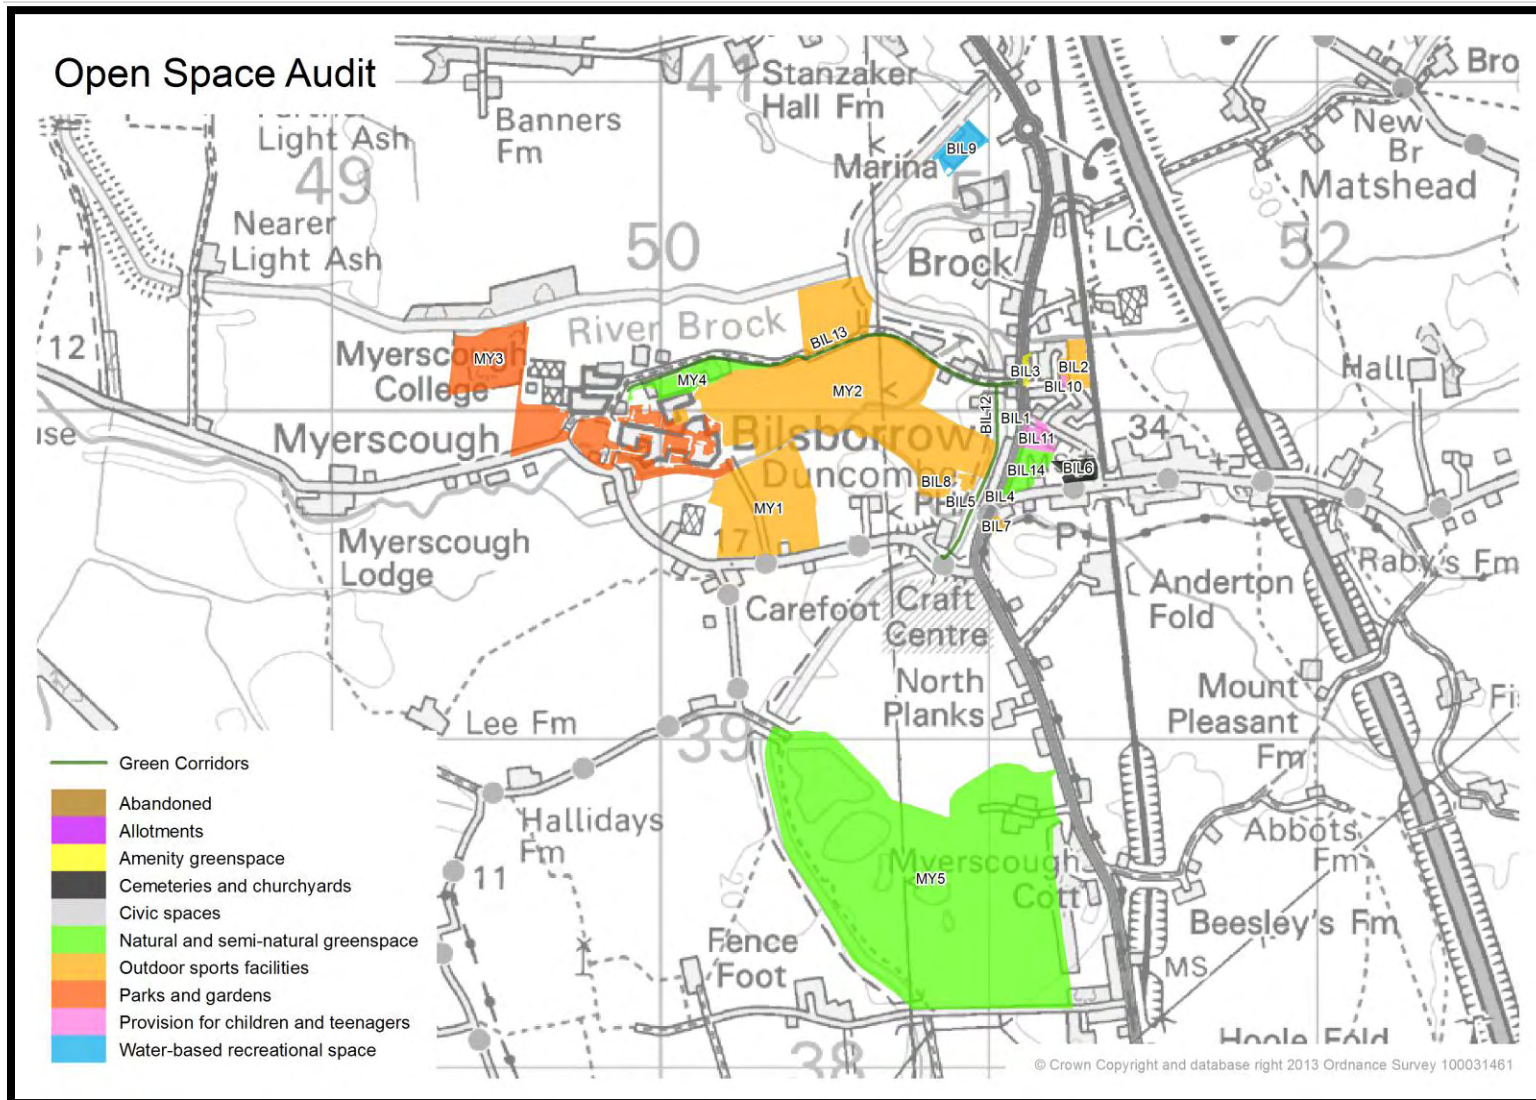 Open Space Audit
41
Stanzaker
Hall Fm
Bro
Banners
Fm
Light Ash
49
New
Br
Matshead
BIL9
Marina
51
30
Nearer
Light Ash
50
LC
52
Brock
River Brock
12
Myerscough
College
MY3
BIL13
MY4
MY2
BIL3
BIL2
BIL10
Hall
BIL12
BIL1
BIL11
34
Myerscough
Bilsborrow
Duncombe
BIL14
BIL6
BIL8
BIL5
BIL4
BIL7
MY1
17
P
Myerscough
Lodge
Raby's Fm
Carefoot
Craft
Centre
Anderton
Fold
North
Planks
Mount
Pleasant
Fm
Lee Fm
39
Hallidays
Fm
11
Abbots
Fm
Myerscough
Cott
MY5
20
Beesley's Fm
Fence
Foot
MS
Hoole Fold
38
Green Corridors
Abandoned
Allotments
Amenity greenspace
Cemeteries and churchyards
Civic spaces
Natural and semi-natural greenspace
Outdoor sports facilities
Parks and gardens
Provision for children and teenagers
Water-based recreational space
© Crown Copyright and database right 2013 Ordnance Survey 100031461